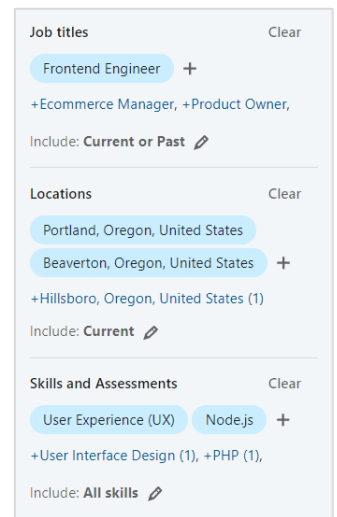 Job titles Clear
Frontend Engineer +
+Ecommerce Manager, +Product Owner,
Include: Current or Past
Locations Clear
Portland, Oregon, United States
Beaverton, Oregon, United States +
+Hillsboro, Oregon, United States (1)
Include: Current
Skills and Assessments Clear
User Experience (UX) Node.js +
+User Interface Design (1), +PHP (1),
Include: All skills